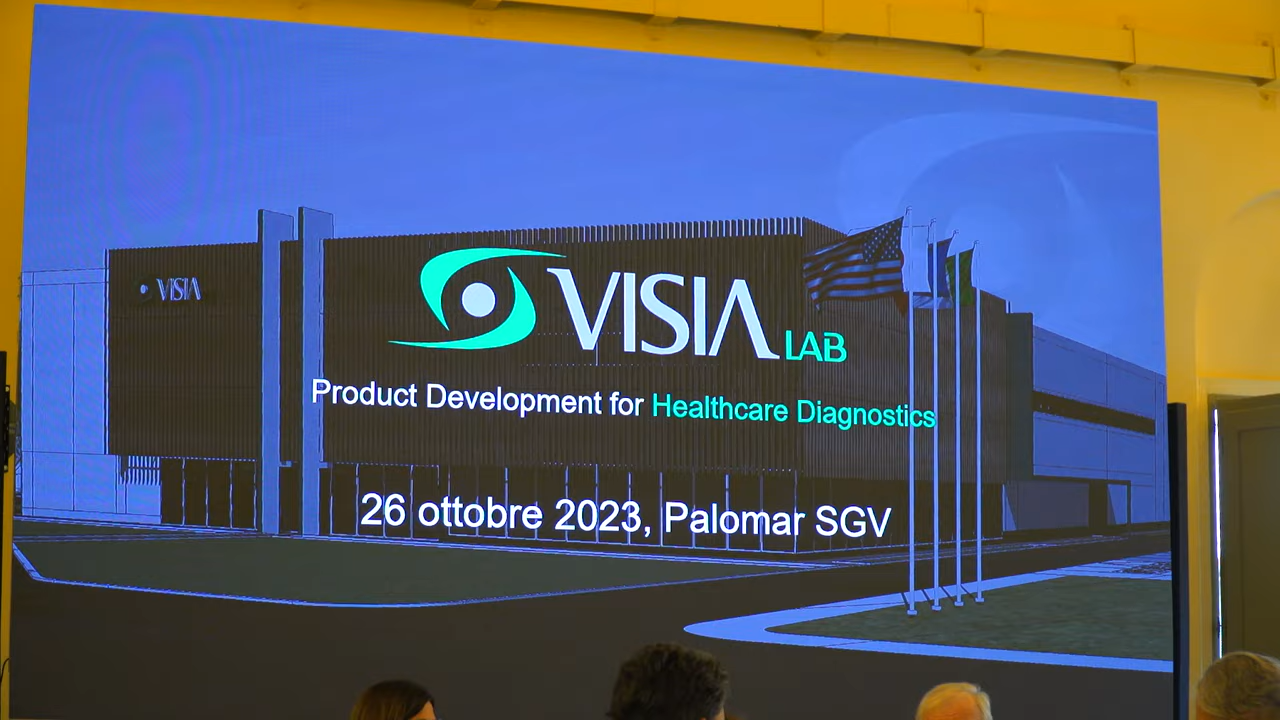 VISIA
VISIA LAB
Product Development for Healthcare Diagnostics
26 ottobre 2023, Palomar SGV